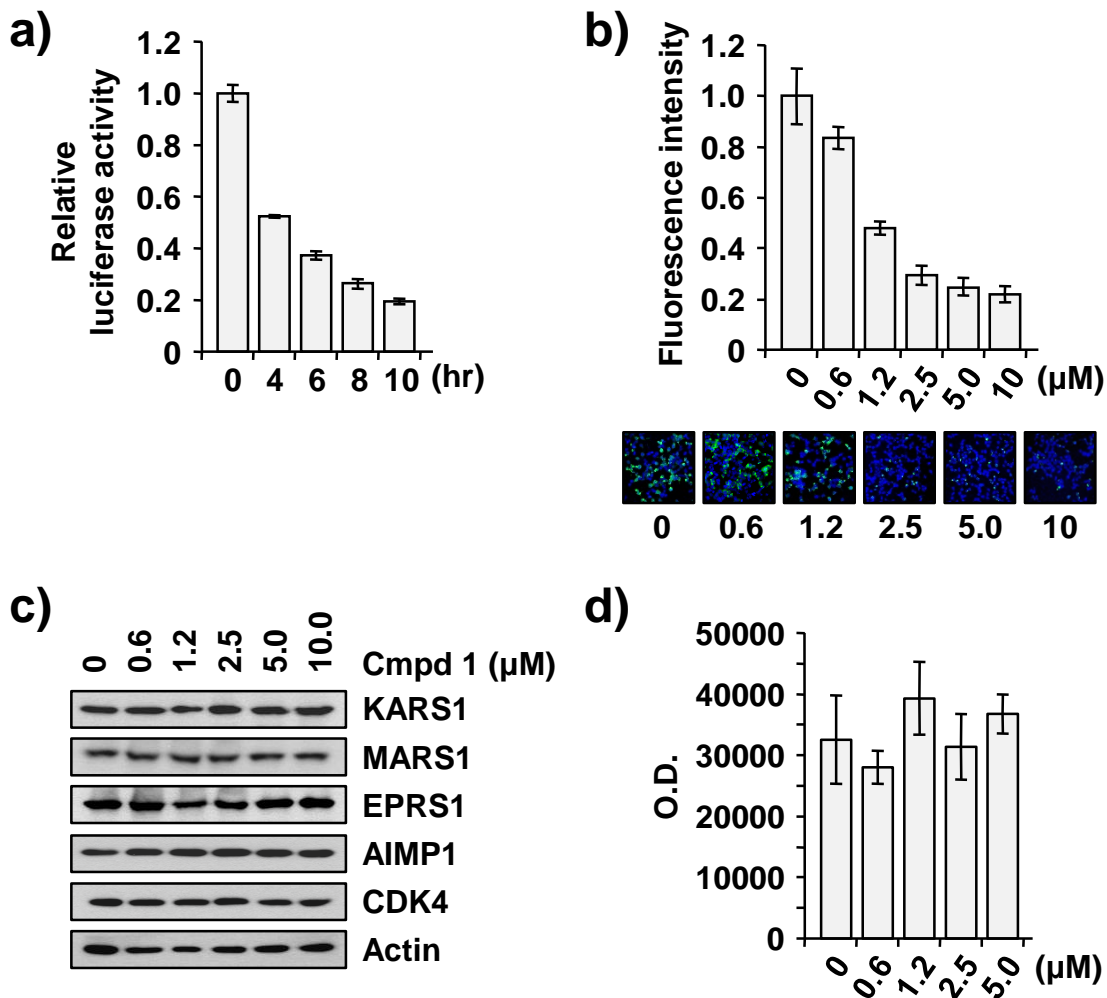 a)
Relative
luciferase activity
1.2
1.0
0.8
0.6
0.4
0.2
0
0 4 6 8 10 (hr)
b)
Fluorescence intensity
1.2
1.0
0.8
0.6
0.4
0.2
0
0 0.6 1.2 2.5 5.0 10 (µM)
0 0.6 1.2 2.5 5.0 10
c)
0 0.6 1.2 2.5 5.0 10.0 Cmpd 1 (µM)
KARS1
MARS1
EPRS1
AIMP1
CDK4
Actin
d)
O.D.
50000
40000
30000
20000
10000
0
0 0.6 1.2 2.5 5.0 (µM)